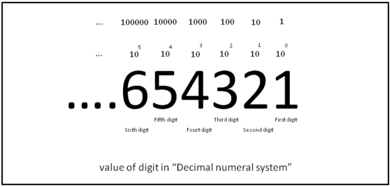 ... 100000 10000 1000 100 10 1
... 10⁵ 10⁴ 10³ 10² 10¹ 10⁰
....654321
Fifth digit Third digit First digit
Sixth digit Fourt digit Second digit
value of digit in “Decimal numeral system”